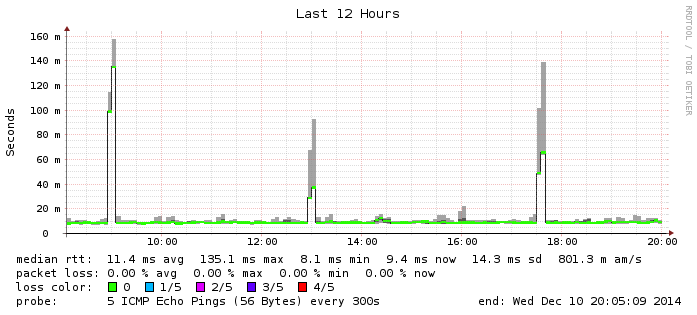 Last 12 Hours
RRDTOOL / TOBI OETIKER
Seconds
160 m
140 m
120 m
100 m
80 m
60 m
40 m
20 m
0
10:00 12:00 14:00 16:00 18:00 20:00
median rtt: 11.4 ms avg 135.1 ms max 8.1 ms min 9.4 ms now 14.3 ms sd 801.3 m am/s
packet loss: 0.00 % avg 0.00 % max 0.00 % min 0.00 % now
loss color: 0 1/5 2/5 3/5 4/5
probe: 5 ICMP Echo Pings (56 Bytes) every 300s end: Wed Dec 10 20:05:09 2014